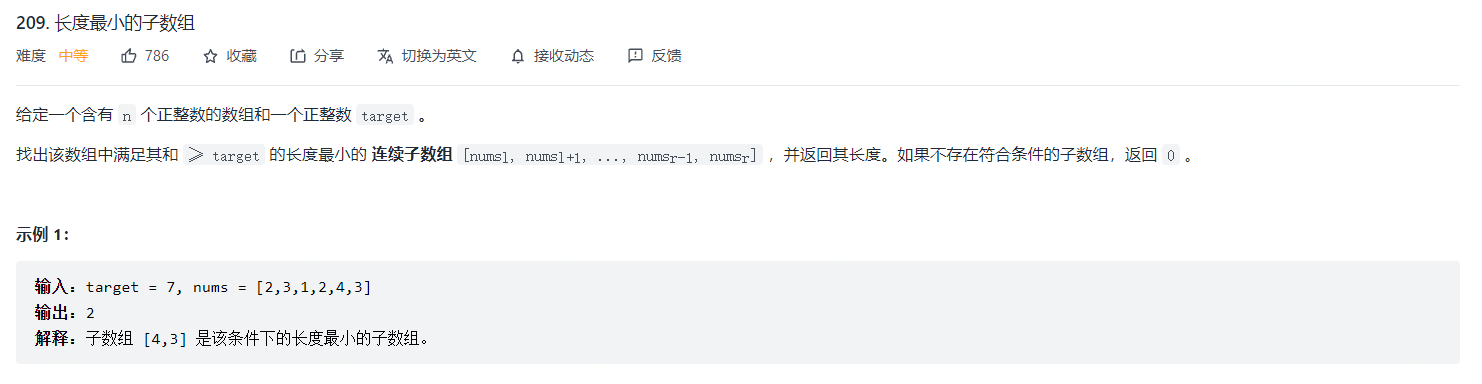 209. 长度最小的子数组
难度 中等 786 收藏 分享 切换为英文 接收动态 反馈
给定一个含有 n 个正整数的数组和一个正整数 target 。
找出该数组中满足其和 ≥ target 的长度最小的 连续子数组 [numsl, numsl+1, ..., numsr-1, numsr] ，并返回其长度。如果不存在符合条件的子数组，返回 0 。
示例 1：
输入：target = 7, nums = [2,3,1,2,4,3]
输出：2
解释：子数组 [4,3] 是该条件下的长度最小的子数组。